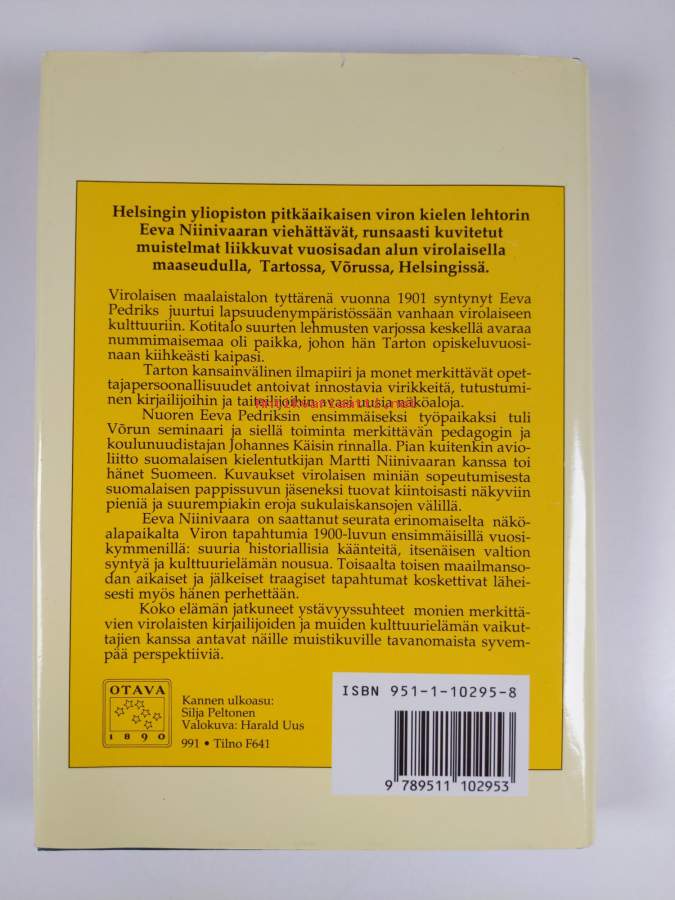 Helsingin yliopiston pitkäaikaisen viron kielen lehtorin
Eeva Niinivaaran viehättävät, runsaasti kuvitetut
muistelmat liikkuvat vuosisadan alun virolaisella
maaseudulla, Tartossa, Võrussa, Helsingissä.
Virolaisen maalaistalon tyttärenä vuonna 1901 syntynyt Eeva
Pedriks juurtui lapsuudenympäristössään vanhaan virolaiseen
kulttuuriin. Kotitalo suurten lehmusten varjossa keskellä avaraa
nummimaisemaa oli paikka, johon hän Tarton opiskeluvuosi-
naan kiihkeästi kaipasi.
Tarton kansainvälinen ilmapiiri ja monet merkittävät opet-
tajapersoonallisuudet antoivat innostavia virikkeitä, tutustumi-
nen kirjailijoihin ja taiteilijoihin avasi uusia näköaloja.
Nuoren Eeva Pedriksin ensimmäiseksi työpaikaksi tuli
Võrun seminaari ja siellä toiminta merkittävän pedagogin ja
koulunuudistajan Johannes Käisin rinnalla. Pian kuitenkin avio-
liitto suomalaisen kielentutkijan Martti Niinivaaran kanssa toi
hänet Suomeen. Kuvaukset virolaisen miniän sopeutumisesta
suomalaisen pappissuvun jäseneksi tuovat kiintoisasti näkyviin
pieniä ja suurempiakin eroja sukulaiskansojen välillä.
Eeva Niinivaara on saattanut seurata erinomaiselta näkö-
alapaikalta Viron tapahtumia 1900-luvun ensimmäisillä vuosi-
kymmenillä: suuria historiallisia käänteitä, itsenäisen valtion
syntyä ja kulttuurielämän nousua. Toisaalta toisen maailmanso-
dan aikaiset ja jälkeiset traagiset tapahtumat koskettivat lähei-
sesti myös hänen perhettään.
Koko elämän jatkuneet ystävyyssuhteet monien merkittä-
vien virolaisten kirjailijoiden ja muiden kulttuurielämän vaikut-
tajien kanssa antavat näille muistikuville tavanomaista syvem-
pää perspektiiviä.
OTAVA
1890
Kannen ulkoasu:
Silja Peltonen
Valokuva: Harald Uus
991 • Tilno F641
ISBN 951-1-10295-8
9 789511 102953